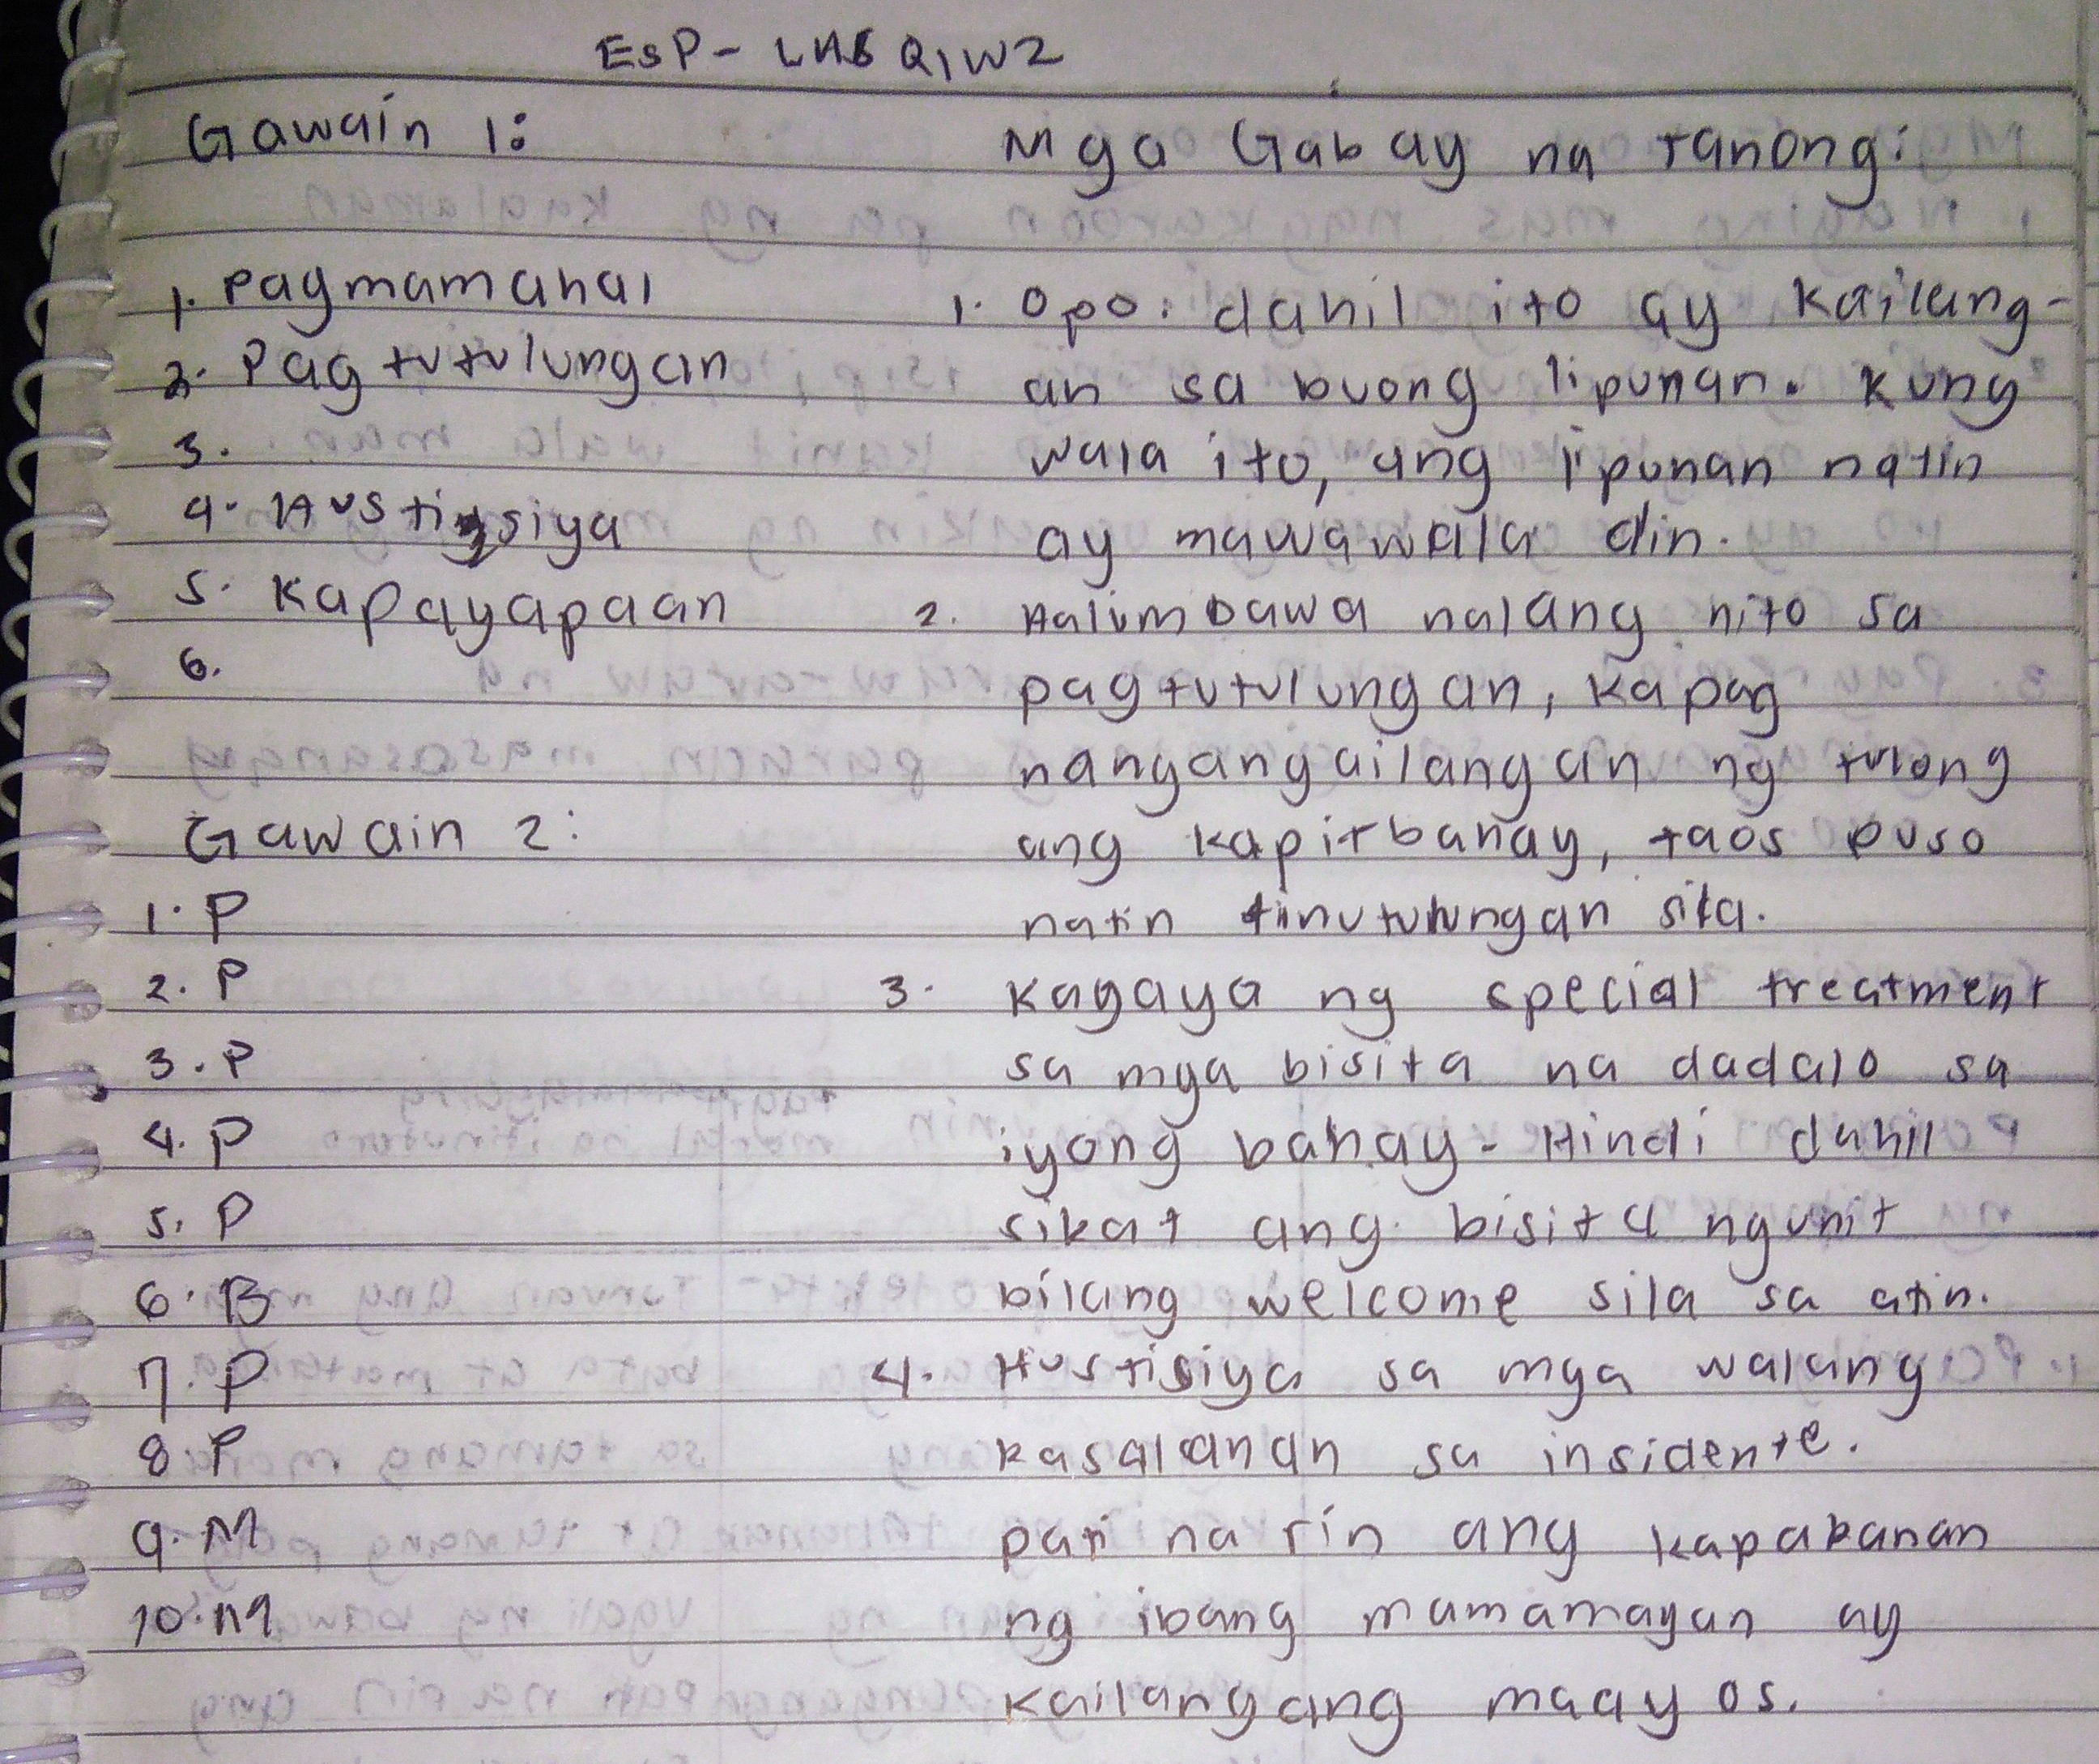 EsP - LHB Q1W2
Gawain 1:
1. pagmamahal
2. Pagtutulungan
3.
4. Hustisiya
5. Kapayapaan
6.
Gawain 2:
1. P
2. P
3. P
4. P
5. P
6. B
7. P
8. P
9. M
10. M
Mga Gabay na Tanong:
1. Opo. dahil ito ay kailang-
an sa buong lipunan. Kung
wala ito, ang lipunan natin
ay mawawala din.
2. Halimbawa nalang nito sa
pagtutulungan, kapag
nangangailangan ng tulong
ang kapitbahay, taos puso
natin tinutulungan sila.
3. Kagaya ng special treatment
sa mga bisita na dadalo sa
iyong bahay. Hindi dahil
sikat ang bisita ngunit
bilang welcome sila sa atin.
4. Hustisiya sa mga walang
kasalanan sa insidente.
pati na rin ang kapakanan
ng ibang mamamayan ay
kailangang maayos.